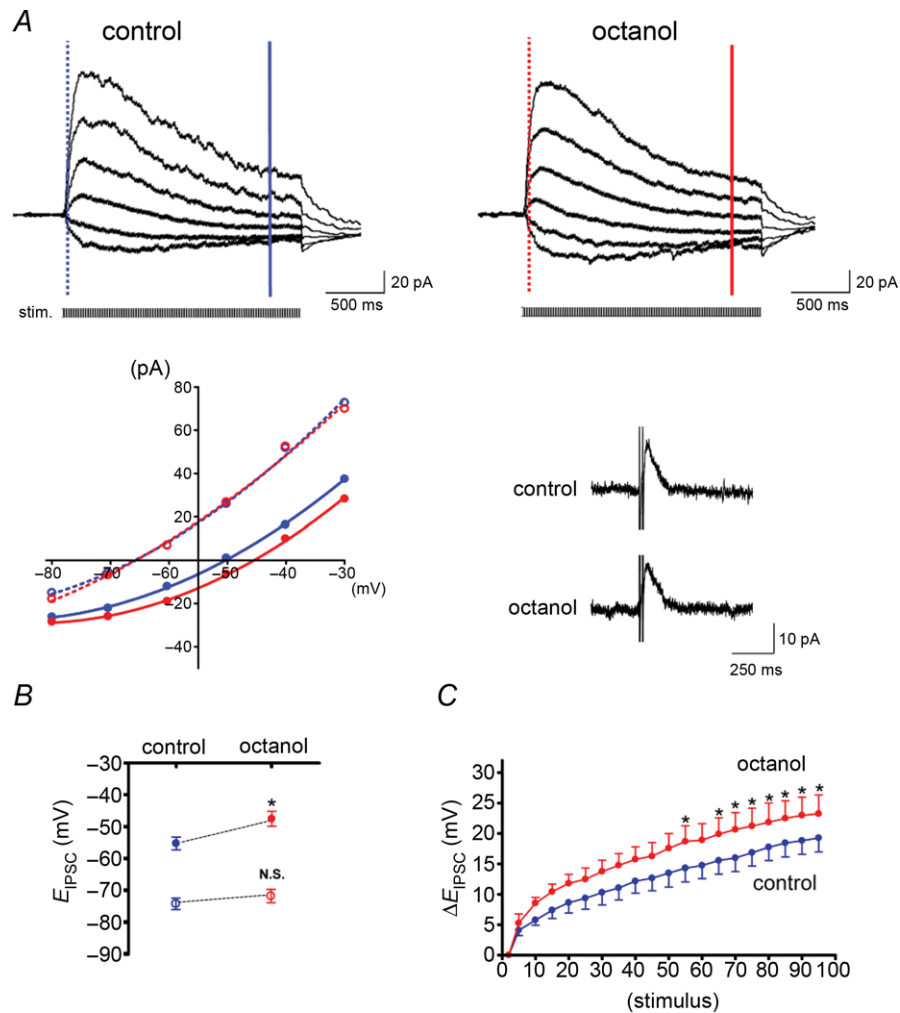 A
control
octanol
20 pA
500 ms
20 pA
500 ms
stim.
(pA)
80
60
40
20
–80 –70 –60 –50 –40 –30
(mV)
–20
–40
control
octanol
10 pA
250 ms
B
control octanol
–30
–40
–50
–60
–70
–80
–90
E IPSC (mV)
*
N.S.
C
30
25
20
15
10
5
0
ΔE IPSC (mV)
octanol
* * * * * * * *
control
0 10 20 30 40 50 60 70 80 90 100
(stimulus)